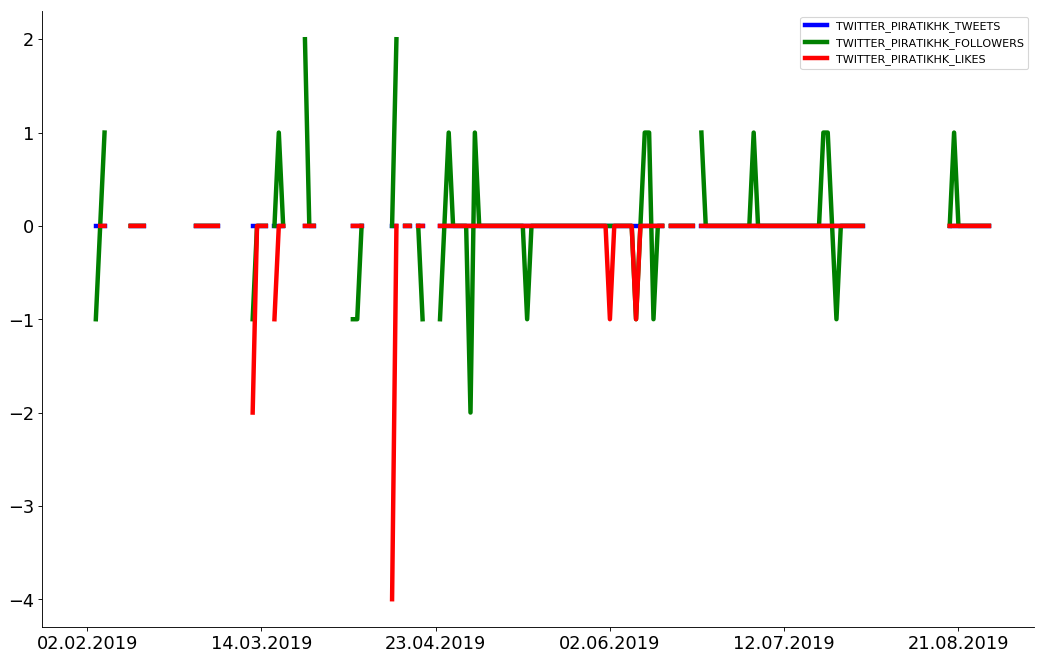 TWITTER_PIRATIKHK_TWEETS
TWITTER_PIRATIKHK_FOLLOWERS
TWITTER_PIRATIKHK_LIKES
2
1
0
−1
−2
−3
−4
02.02.2019 14.03.2019 23.04.2019 02.06.2019 12.07.2019 21.08.2019